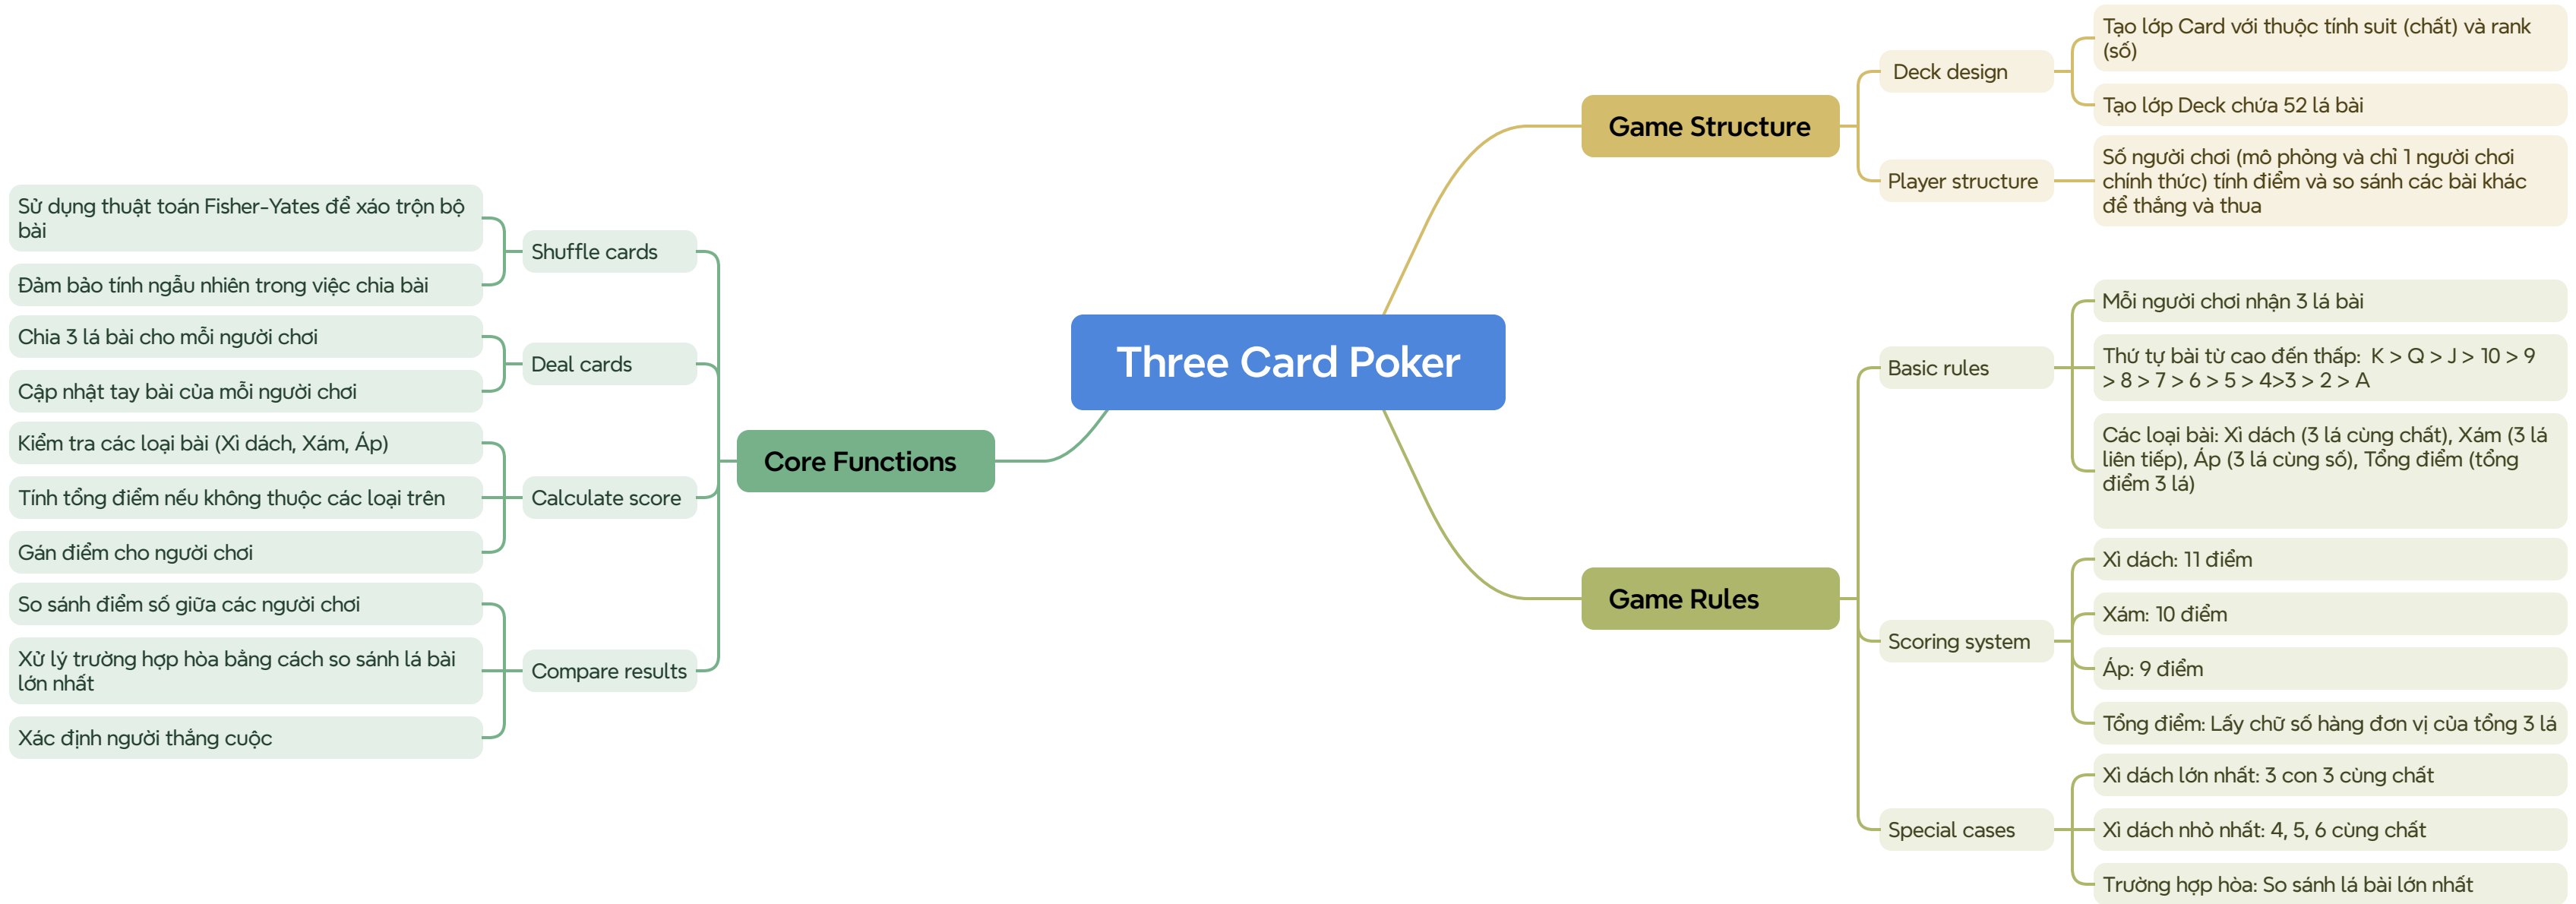 Three Card Poker
Game Structure
Deck design
Tạo lớp Card với thuộc tính suit (chất) và rank
(số)
Tạo lớp Deck chứa 52 lá bài
Player structure
Số người chơi (mô phỏng và chỉ 1 người chơi
chính thức) tính điểm và so sánh các bài khác
để thắng và thua
Game Rules
Basic rules
Mỗi người chơi nhận 3 lá bài
Thứ tự bài từ cao đến thấp:  K > Q > J > 10 > 9
> 8 > 7 > 6 > 5 > 4>3 > 2 > A
Các loại bài: Xì dách (3 lá cùng chất), Xám (3 lá
liên tiếp), Áp (3 lá cùng số), Tổng điểm (tổng
điểm 3 lá)
Scoring system
Xì dách: 11 điểm
Xám: 10 điểm
Áp: 9 điểm
Tổng điểm: Lấy chữ số hàng đơn vị của tổng 3 lá
Special cases
Xì dách lớn nhất: 3 con 3 cùng chất
Xì dách nhỏ nhất: 4, 5, 6 cùng chất
Trường hợp hòa: So sánh lá bài lớn nhất
Core Functions
Shuffle cards
Sử dụng thuật toán Fisher-Yates để xáo trộn bộ
bài
Đảm bảo tính ngẫu nhiên trong việc chia bài
Deal cards
Chia 3 lá bài cho mỗi người chơi
Cập nhật tay bài của mỗi người chơi
Calculate score
Kiểm tra các loại bài (Xì dách, Xám, Áp)
Tính tổng điểm nếu không thuộc các loại trên
Gán điểm cho người chơi
Compare results
So sánh điểm số giữa các người chơi
Xử lý trường hợp hòa bằng cách so sánh lá bài
lớn nhất
Xác định người thắng cuộc